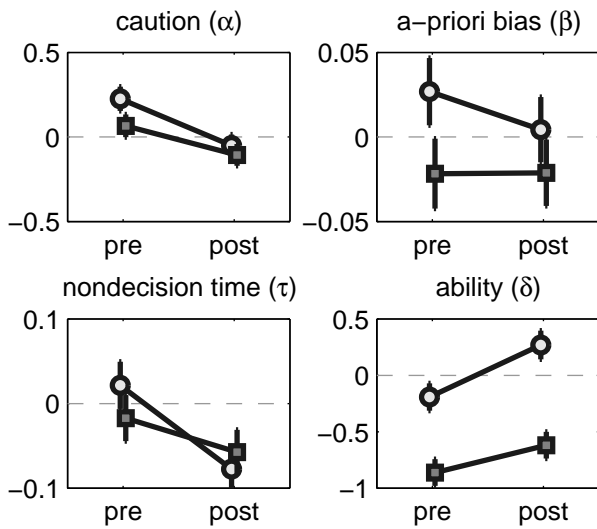 caution (α)
0.5
0
−0.5
pre post
a−priori bias (β)
0.05
0
−0.05
pre post
nondecision time (τ)
0.1
0
−0.1
pre post
ability (δ)
0.5
0
−0.5
−1
pre post